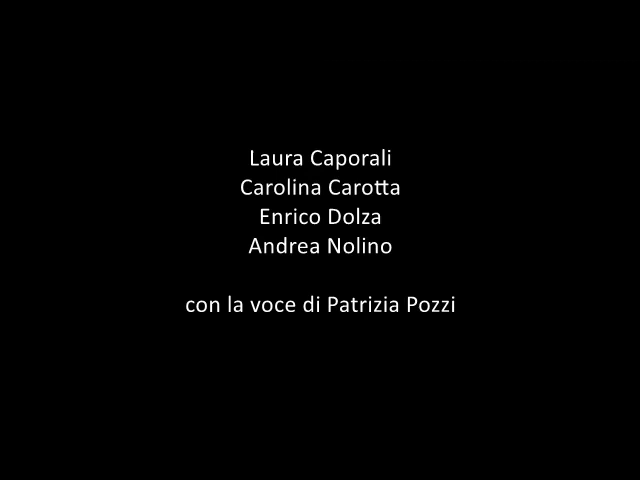 Laura Caporali
Carolina Carotta
Enrico Dolza
Andrea Nolino
con la voce di Patrizia Pozzi